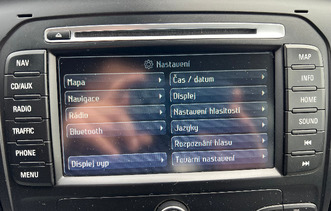 Nastavení
NAV
CD/AUX
RADIO
TRAFFIC
PHONE
MENU
Mapa
Navigace
Rádio
Bluetooth
Displej vyp
Čas / datum
Displej
Nastavení hlasitosti
Jazyky
Rozpoznání hlasu
Tovární nastavení
MAP
INFO
HOME
SOUND